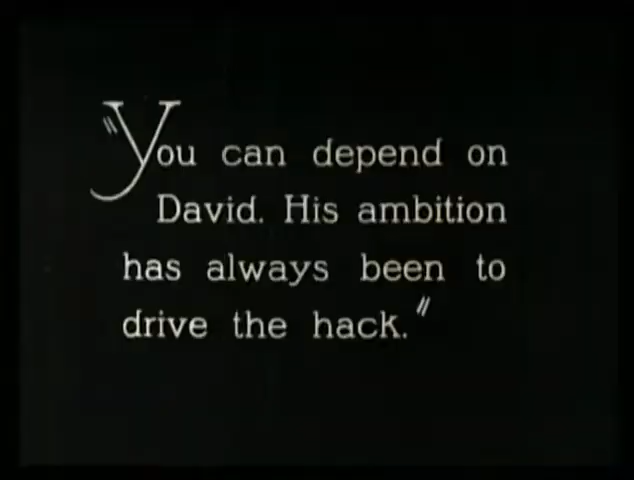 "You can depend on
David. His ambition
has always been to
drive the hack."